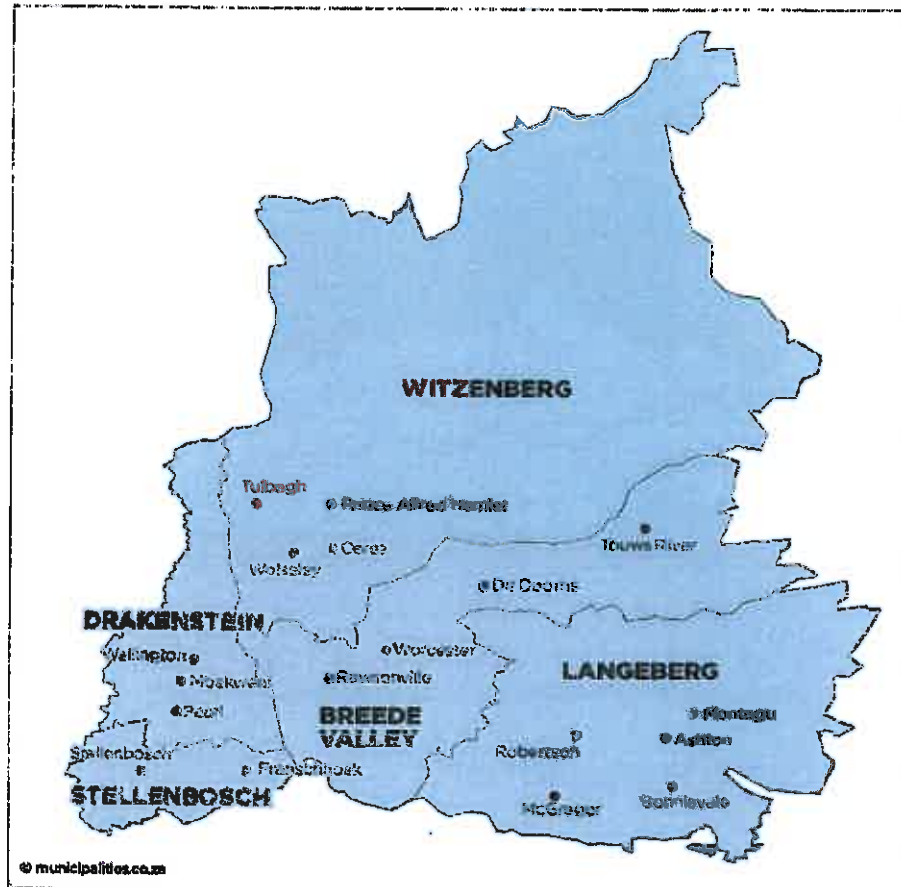 WITZENBERG
Tulbagh
Prince Alfred Hamlet
Ceres
Wolseley
Touws River
De Doorns
DRAKENSTEIN
Wellington
Worcester
LANGEBERG
Rawsonville
Paarl
BREEDE
VALLEY
Montagu
Robertson
Ashton
Stellenbosch
Franschhoek
STELLENBOSCH
McGregor
Bonnievale
© municipalities.co.za